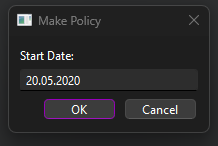 Make Policy
Start Date:
20.05.2020
OK Cancel